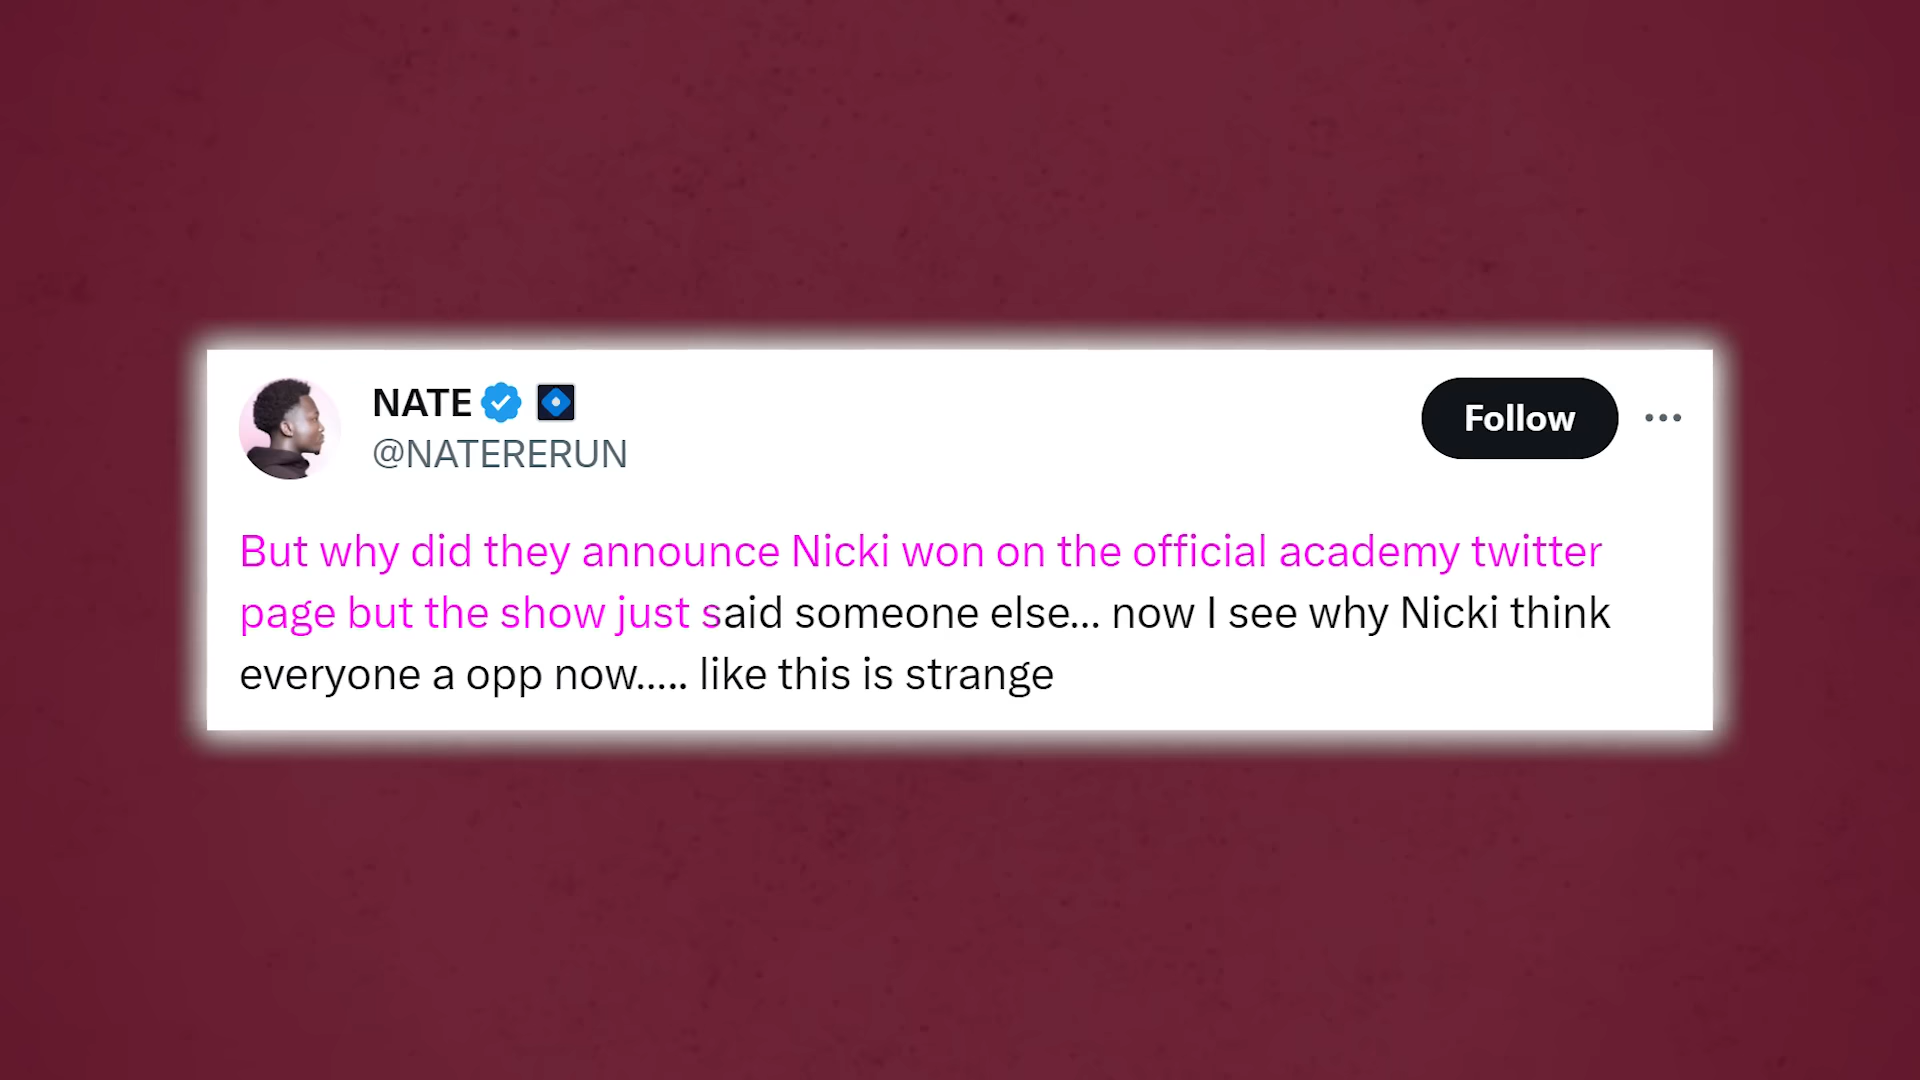 NATE
@NATERERUN
Follow
But why did they announce Nicki won on the official academy twitter
page but the show just said someone else... now I see why Nicki think
everyone a opp now..... like this is strange